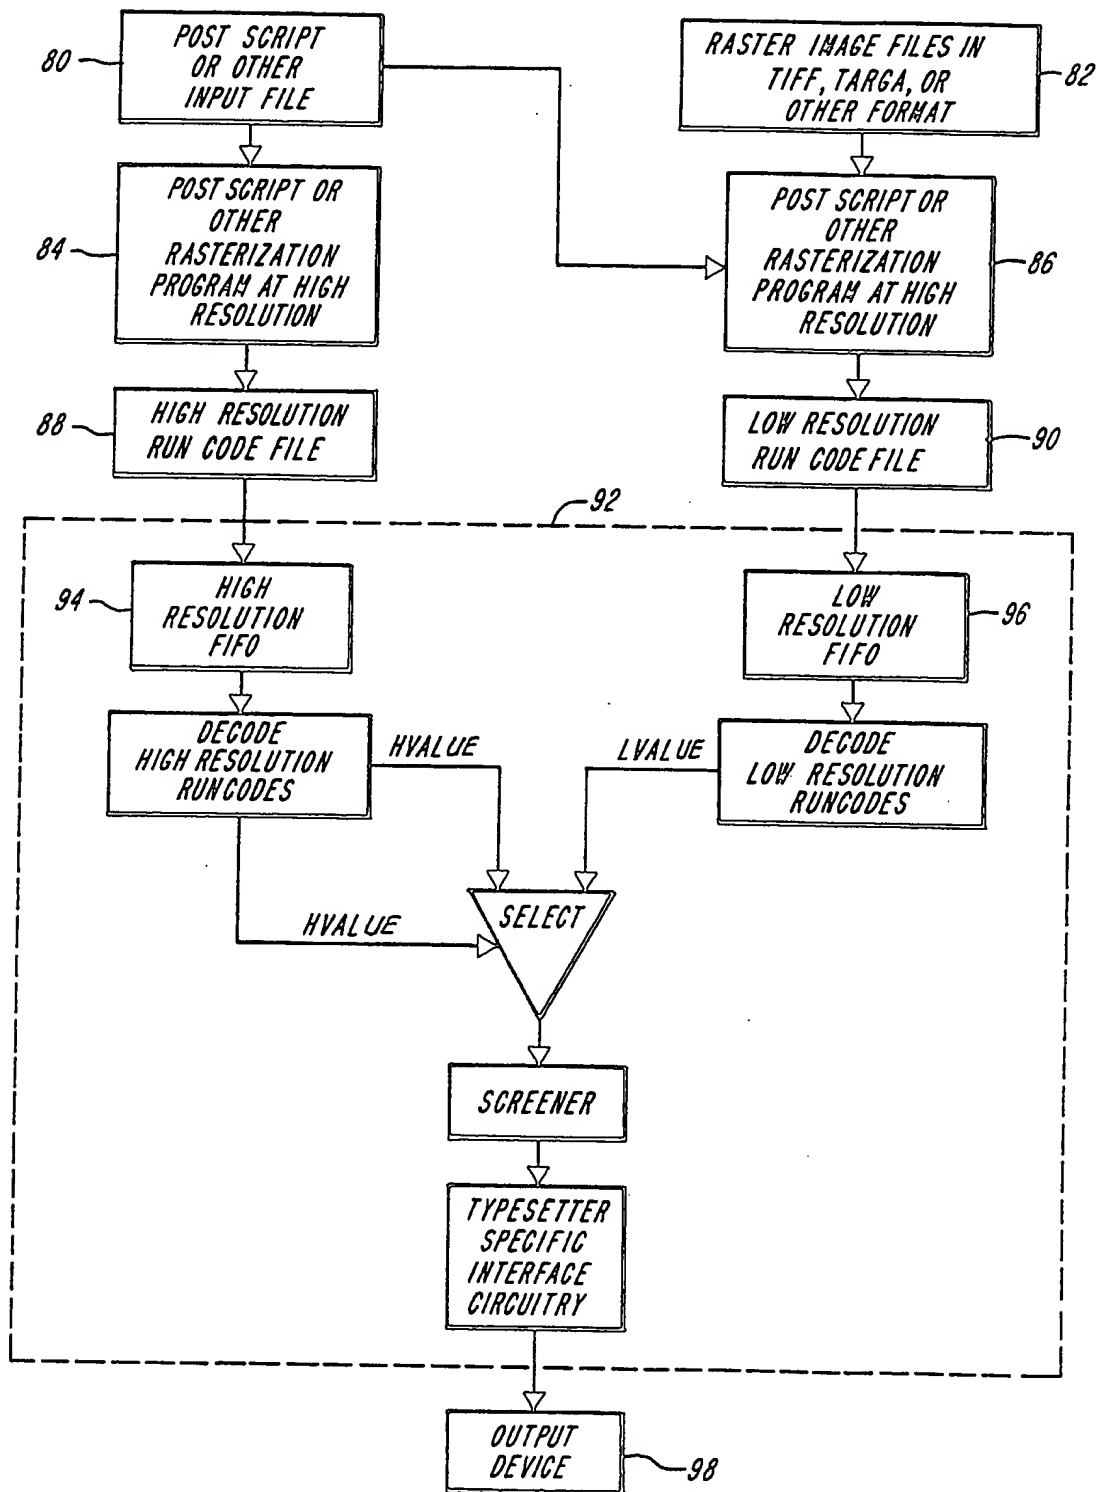 80
POST SCRIPT
OR OTHER
INPUT FILE
RASTER IMAGE FILES IN
TIFF, TARGA, OR
OTHER FORMAT
82
84
POST SCRIPT OR
OTHER
RASTERIZATION
PROGRAM AT HIGH
RESOLUTION
POST SCRIPT OR
OTHER
RASTERIZATION
PROGRAM AT HIGH
RESOLUTION
86
88
HIGH RESOLUTION
RUN CODE FILE
LOW RESOLUTION
RUN CODE FILE
90
92
94
HIGH
RESOLUTION
FIFO
LOW
RESOLUTION
FIFO
96
DECODE
HIGH RESOLUTION
RUNCODES
HVALUE
LVALUE
DECODE
LOW RESOLUTION
RUNCODES
HVALUE
SELECT
SCREENER
TYPESETTER
SPECIFIC
INTERFACE
CIRCUITRY
OUTPUT
DEVICE
98